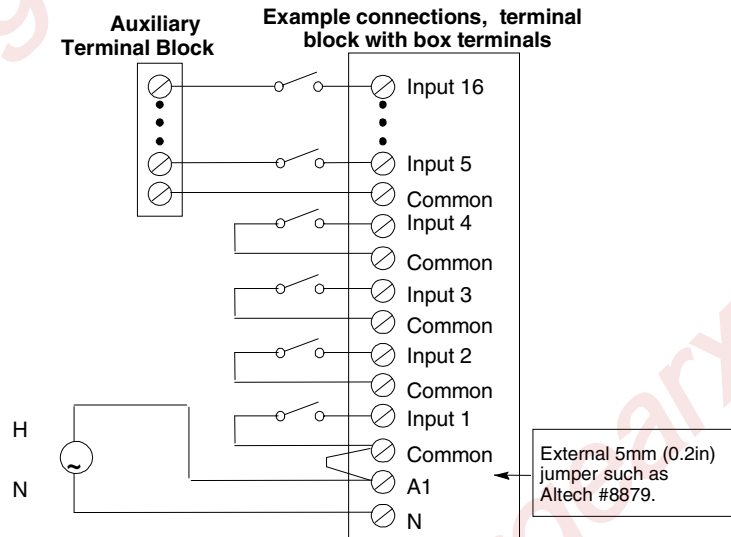 Auxiliary
Terminal Block
Example connections, terminal
block with box terminals
Input 16
Input 5
Common
Input 4
Common
Input 3
Common
Input 2
Common
Input 1
Common
A1
N
H
N
~
External 5mm (0.2in)
jumper such as
Altech #8879.